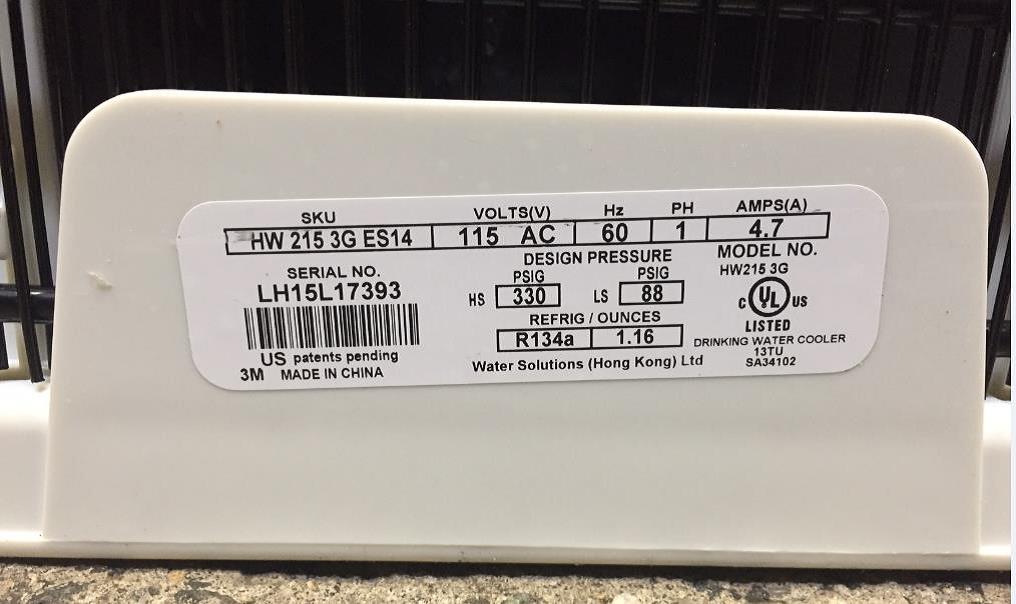 SKU VOLTS(V) Hz PH AMPS(A)
HW 215 3G ES14 115 AC 60 1 4.7
SERIAL NO.
LH15L17393
US patents pending
3M MADE IN CHINA
DESIGN PRESSURE
PSIG PSIG
HS 330 LS 88
REFRIG / OUNCES
R134a 1.16
Water Solutions (Hong Kong) Ltd
MODEL NO.
HW215 3G
C UL US
LISTED
DRINKING WATER COOLER
13TU
SA34102